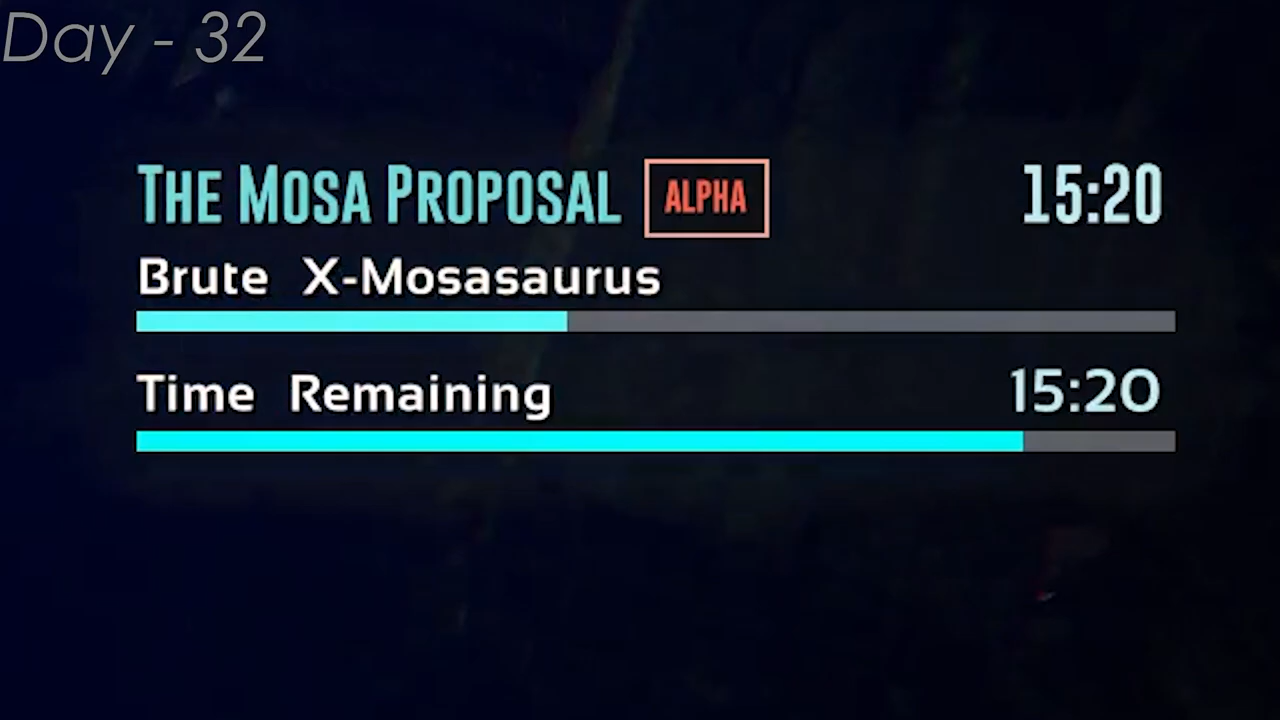 Day - 32
THE MOSA PROPOSAL ALPHA 15:20
Brute X-Mosasaurus
Time Remaining 15:20